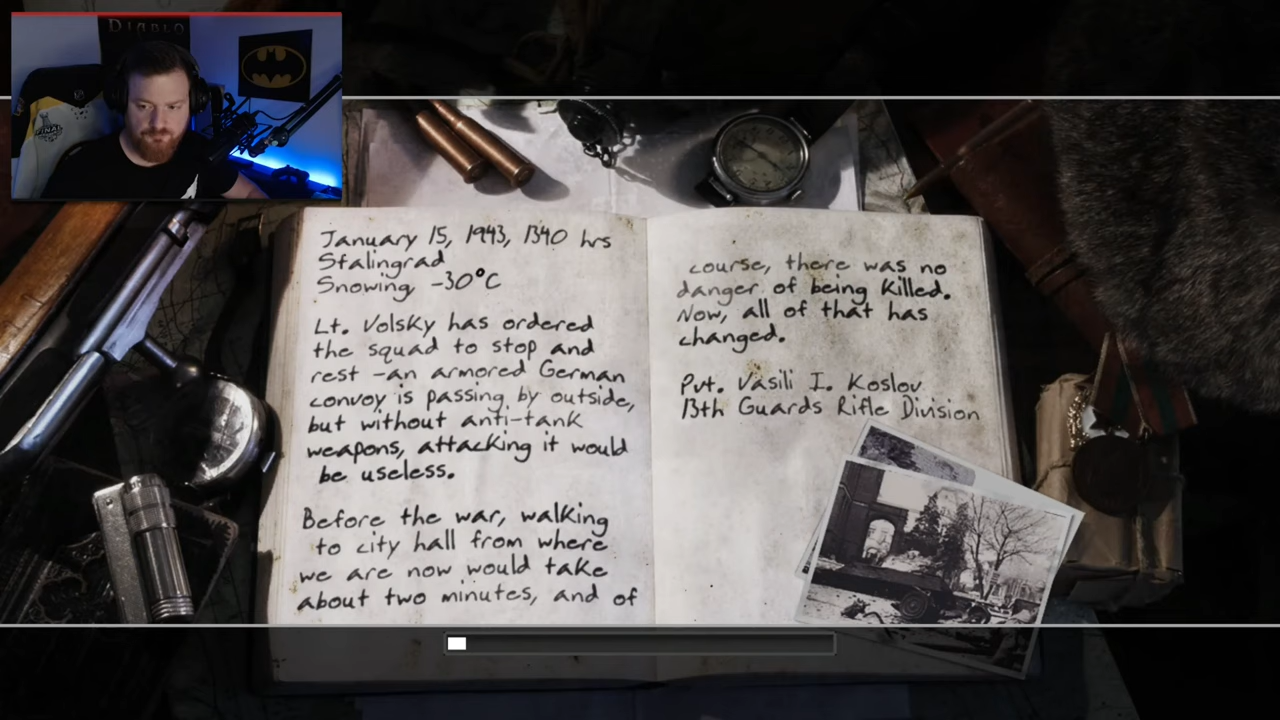 DIABLO
FINAL
January 15, 1943, 1340 hrs
Stalingrad
Snowing -30°C
Lt. Volsky has ordered
the squad to stop and
rest -an armored German
convoy is passing by outside,
but without anti-tank
weapons, attacking it would
be useless.
Before the war, walking
to city hall from where
we are now would take
about two minutes, and of
course, there was no
danger of being killed.
Now, all of that has
changed.
Pvt. Vasili I. Koslov
13th Guards Rifle Division